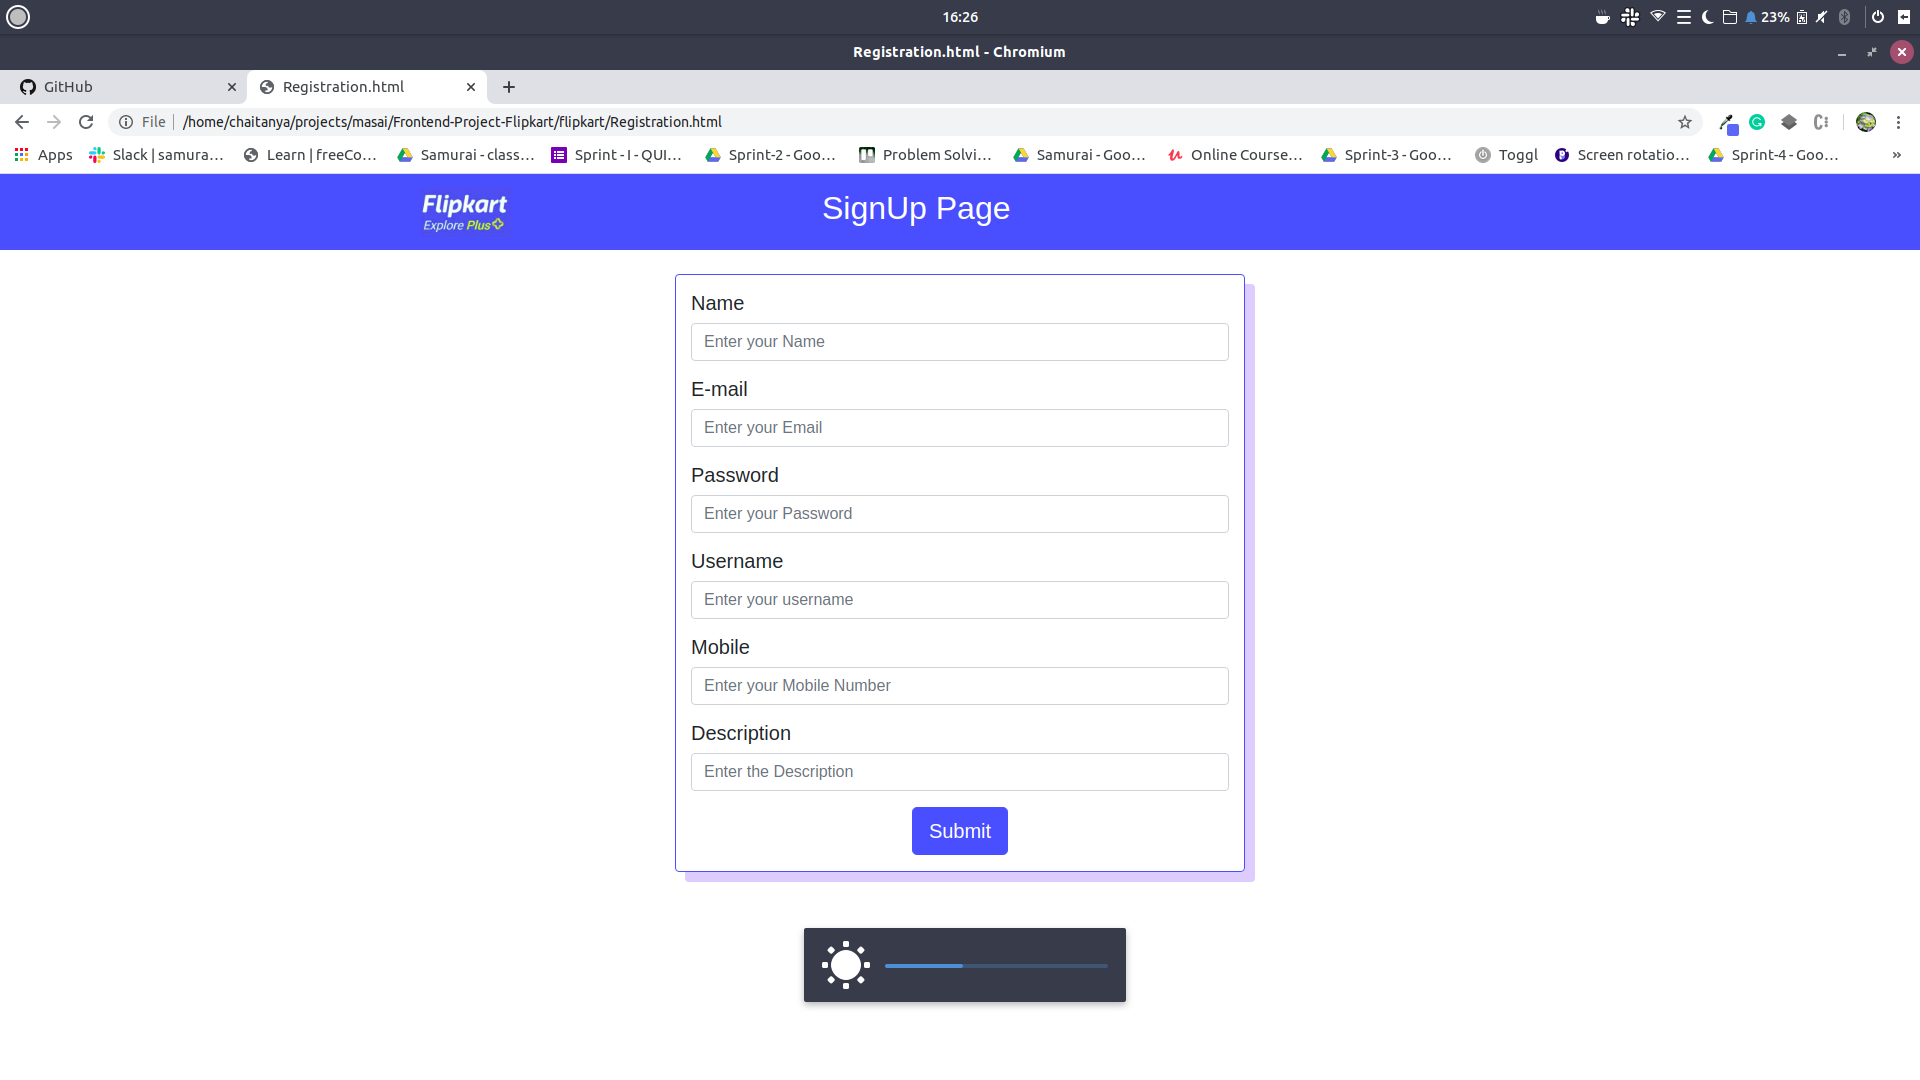 16:26
23%
Registration.html - Chromium
GitHub
Registration.html
File
/home/chaitanya/projects/masai/Frontend-Project-Flipkart/flipkart/Registration.html
Apps
Slack | samura...
Learn | freeCo...
Samurai - class...
Sprint - I - QUI...
Sprint-2 - Goo...
Problem Solvi...
Samurai - Goo...
Online Course...
Sprint-3 - Goo...
Toggl
Screen rotatio...
Sprint-4 - Goo...
»
Flipkart
Explore Plus
SignUp Page
Name
Enter your Name
E-mail
Enter your Email
Password
Enter your Password
Username
Enter your username
Mobile
Enter your Mobile Number
Description
Enter the Description
Submit